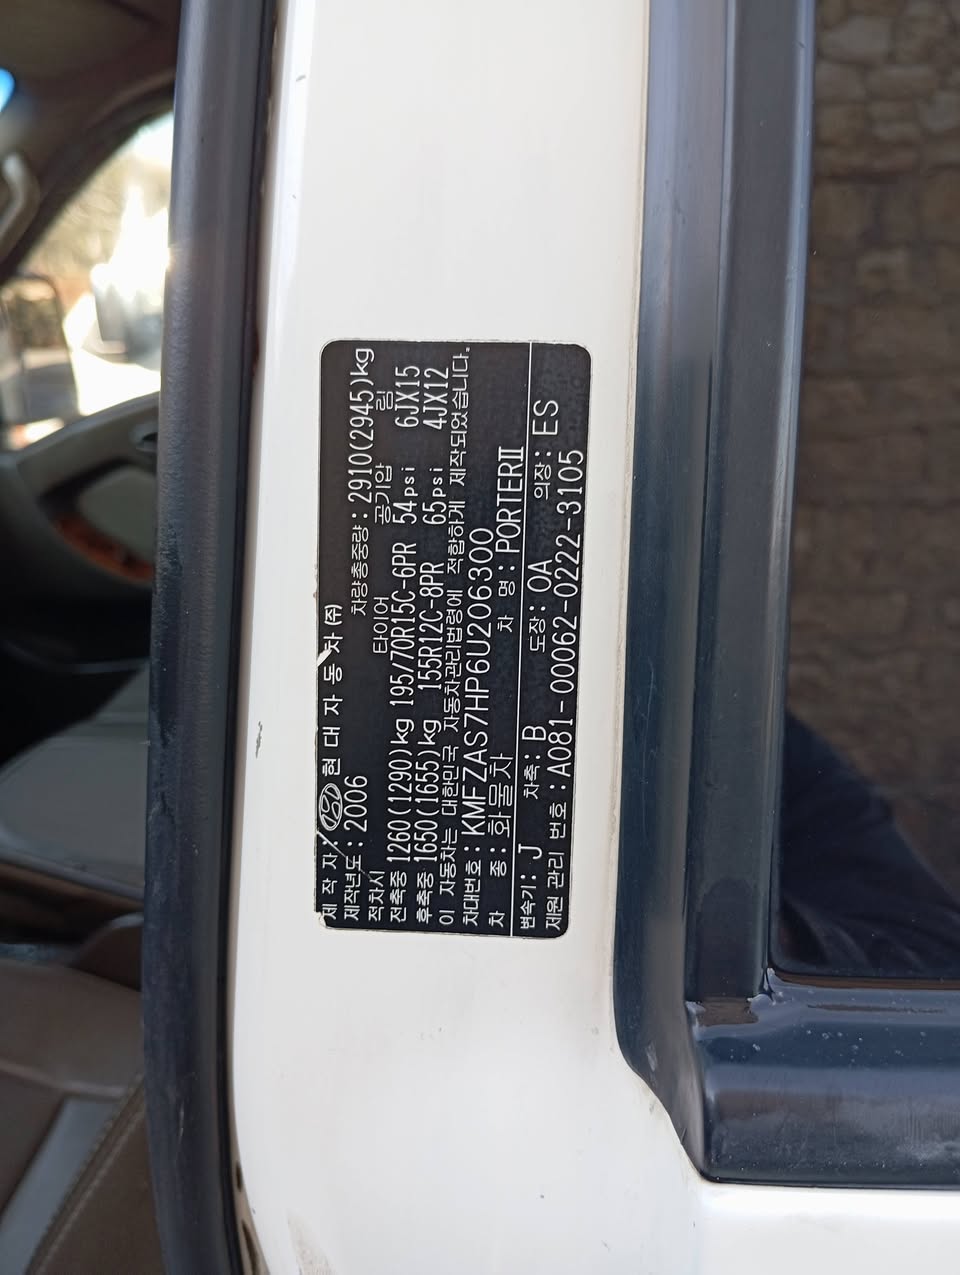 제 작 자 : 현 대 자 동 차 (주)
제작년도 : 2006 차량총중량 : 2910(2945)kg
적차시 타이어 공기압 림
전축중 1260(1290)kg 195/70R15C-6PR 54psi 6JX15
후축중 1650(1655)kg 155R12C-8PR 65psi 4JX12
이 자동차는 대한민국 자동차관리법령에 적합하게 제작되었습니다.
차대번호 : KMFZAS7HP6U206300
차 종 : 화물차 차 명 : PORTERⅡ
변속기 : J 차축 : B 도장 : OA 의장 : ES
제원 관리 번호 : A081-00062-0222-3105